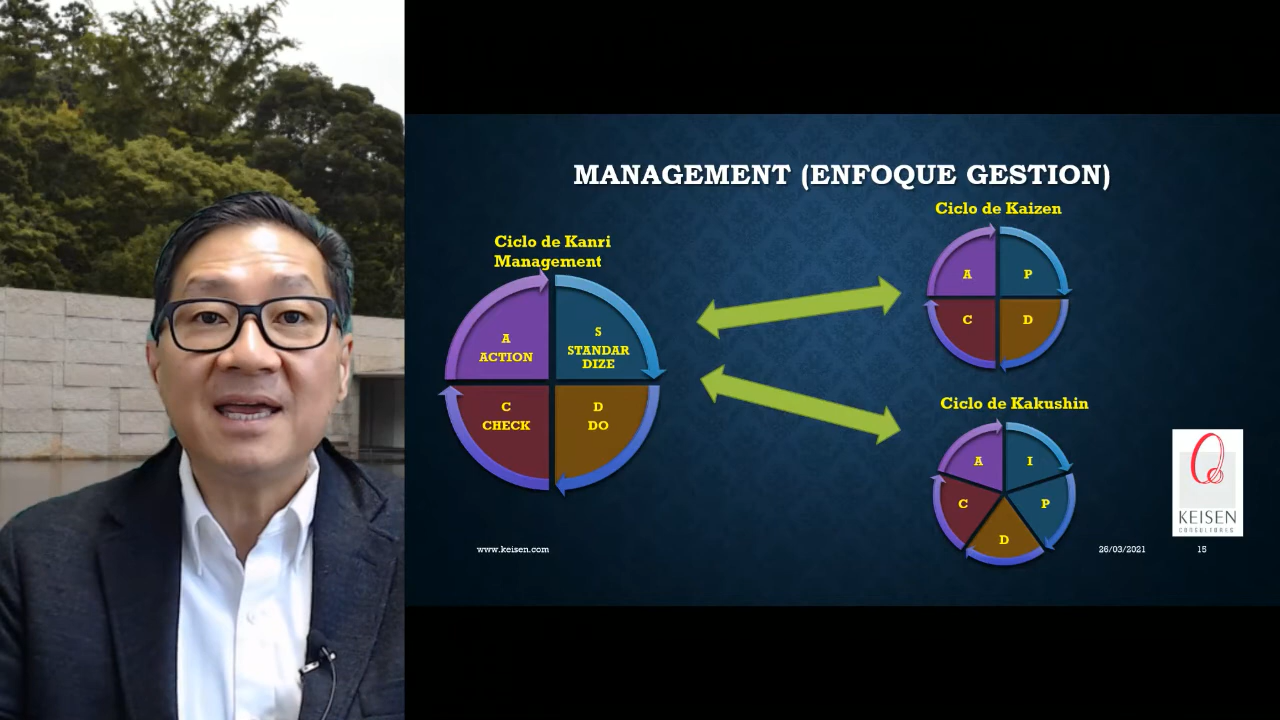 MANAGEMENT (ENFOQUE GESTION)
Ciclo de Kanri
Management
A
ACTION
S
STANDAR
DIZE
C
CHECK
D
DO
Ciclo de Kaizen
A
P
C
D
Ciclo de Kakushin
A
I
C
P
D
KEISEN
CONSULTORES
www.keisen.com
26/03/2021
15